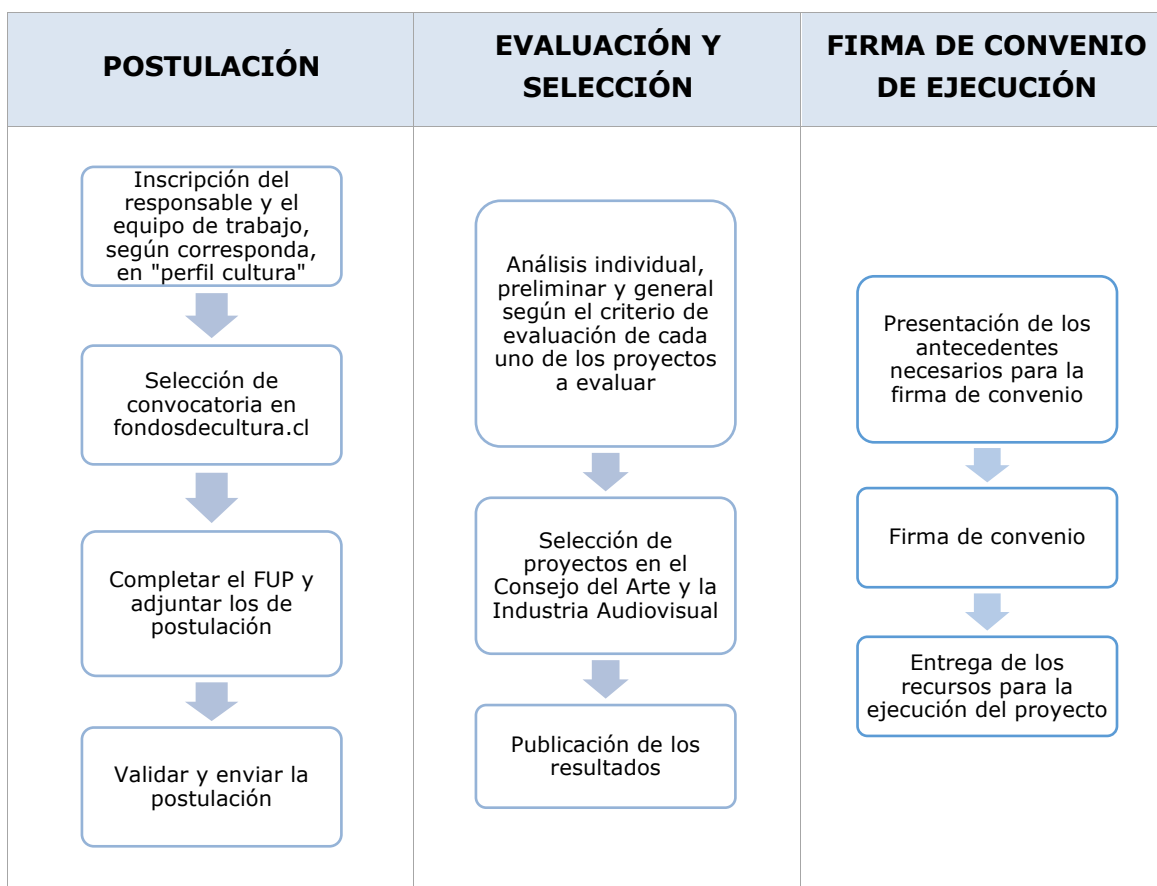 POSTULACIÓN
EVALUACIÓN Y
SELECCIÓN
FIRMA DE CONVENIO
DE EJECUCIÓN
Inscripción del
responsable y el
equipo de trabajo,
según corresponda,
en "perfil cultura"
Selección de
convocatoria en
fondosdecultura.cl
Completar el FUP y
adjuntar los de
postulación
Validar y enviar la
postulación
Análisis individual,
preliminar y general
según el criterio de
evaluación de cada
uno de los proyectos
a evaluar
Selección de
proyectos en el
Consejo del Arte y la
Industria Audiovisual
Publicación de los
resultados
Presentación de los
antecedentes
necesarios para la
firma de convenio
Firma de convenio
Entrega de los
recursos para la
ejecución del proyecto